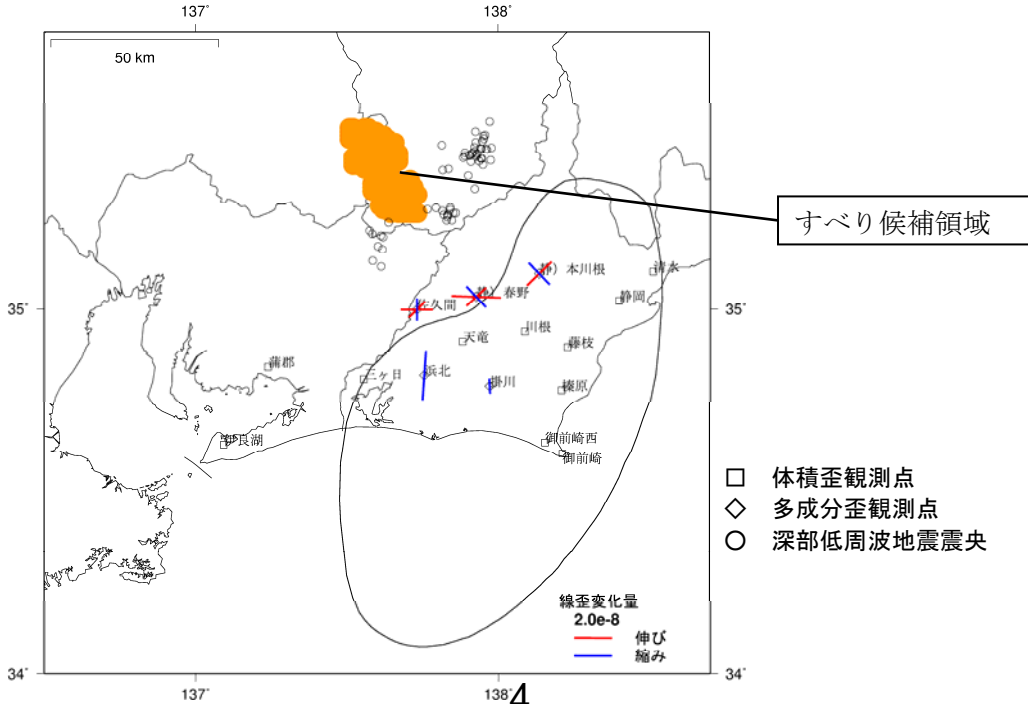 137˚
138˚
50 km
すべり候補領域
静）本川根
清水
静）春野
静岡
35˚
佐久間
35˚
川根
天竜
藤枝
蒲郡
三ヶ日
浜北
掛川
榛原
伊良湖
御前崎西
御前崎
体積歪観測点
多成分歪観測点
深部低周波地震震央
線歪変化量
2.0e-8
伸び
縮み
34˚
34˚
137˚
138˚
4